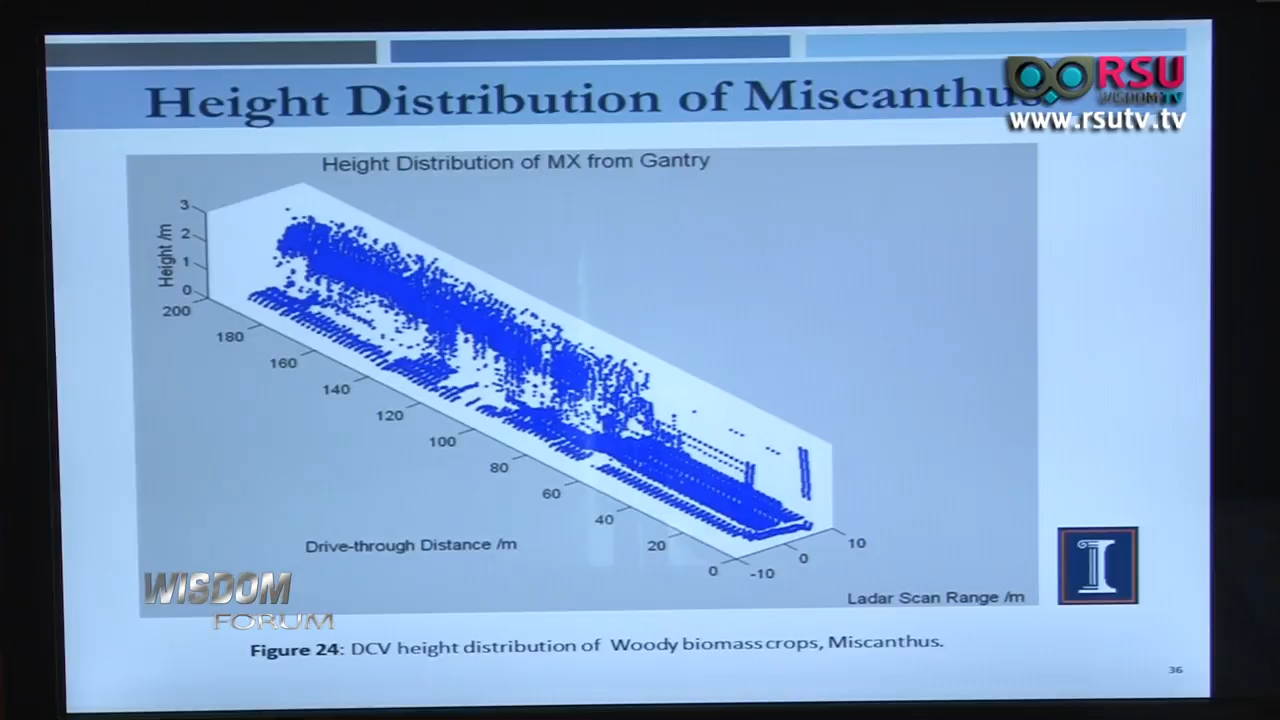 Height Distribution of Miscanthus
RSU
WISDOM TV
www.rsutv.tv
Height Distribution of MX from Gantry
Height /m
3
2
1
0
200
180
160
140
120
100
80
60
40
20
0
-10
0
10
Drive-through Distance /m
Ladar Scan Range /m
I
WISDOM
FORUM
Figure 24: DCV height distribution of Woody biomass crops, Miscanthus.
36